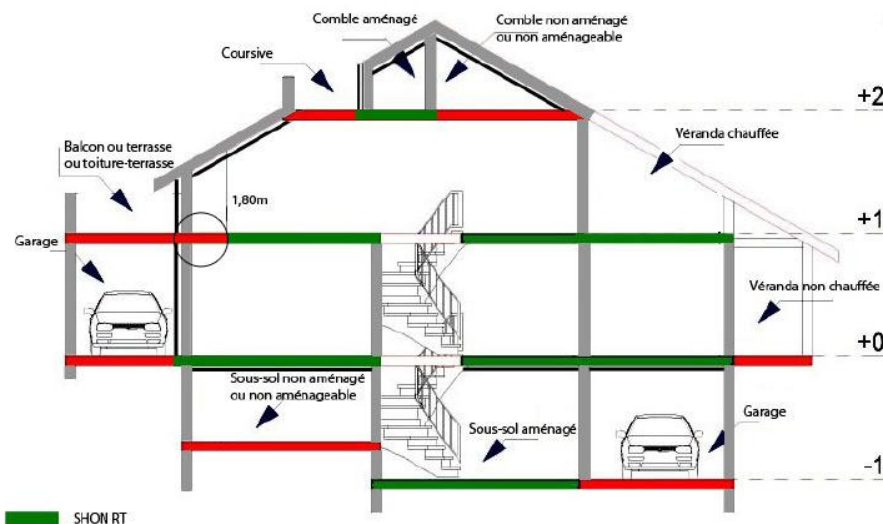 Comble aménagé
Comble non aménagé
ou non aménageable
Coursive
+2
Véranda chauffée
Balcon ou terrasse
ou toiture-terrasse
1,80m
+1
Garage
Véranda non chauffée
+0
Sous-sol non aménagé
ou non aménageable
Garage
Sous-sol aménagé
-1
SHON RT